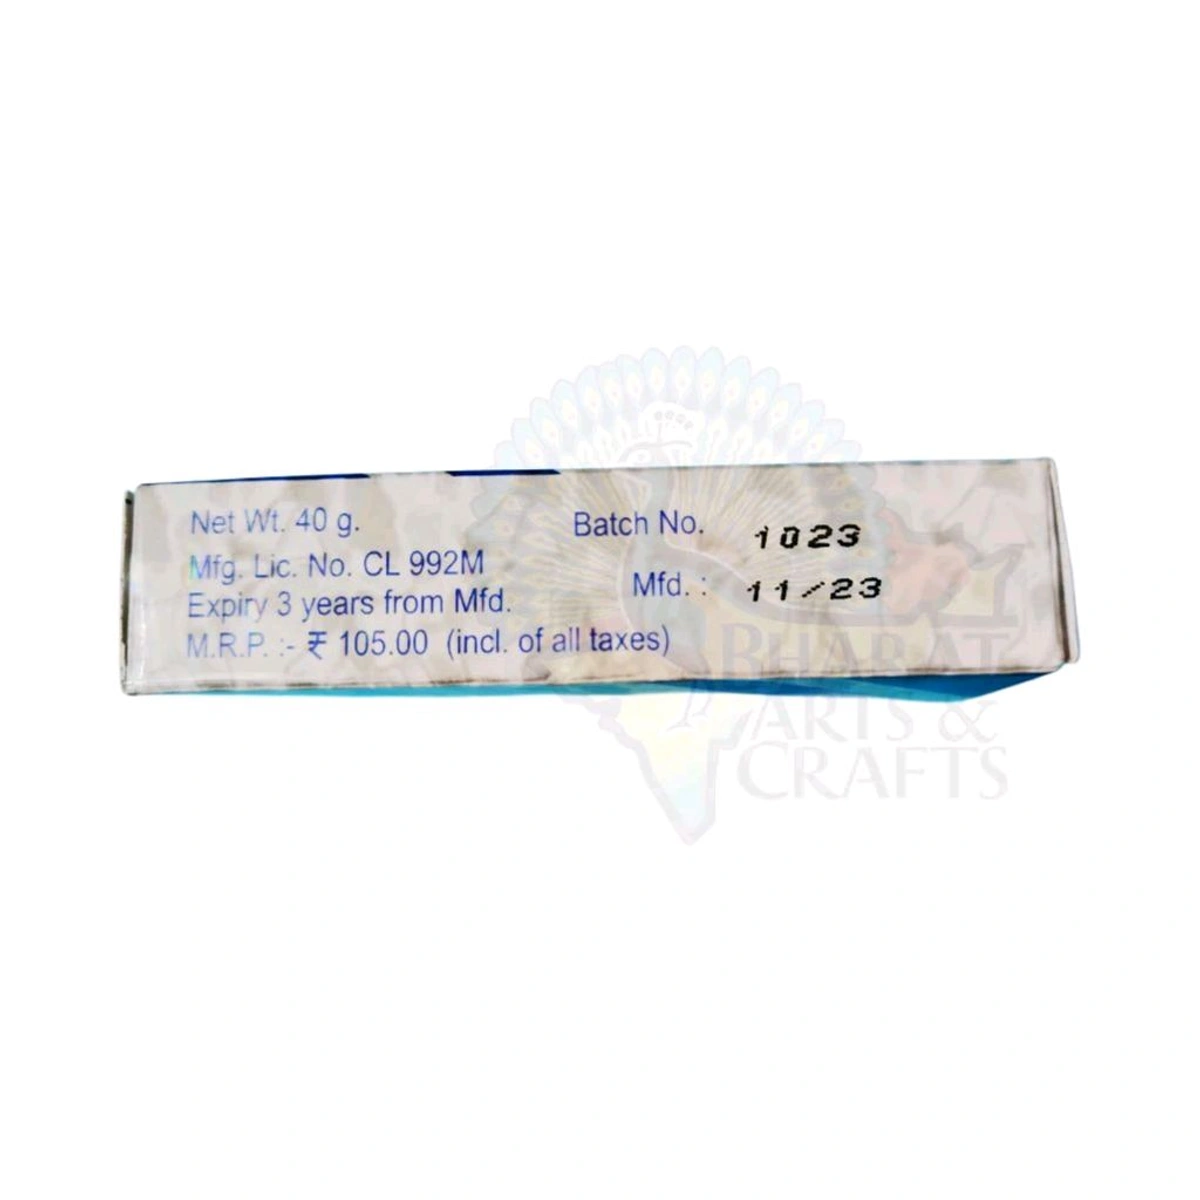 Net Wt. 40 g.
Mfg. Lic. No. CL 992M
Expiry 3 years from Mfd.
M.R.P. :- ₹ 105.00 (incl. of all taxes)
Batch No. 1023
Mfd. : 11/23
BHARAT
ARTS &
CRAFTS